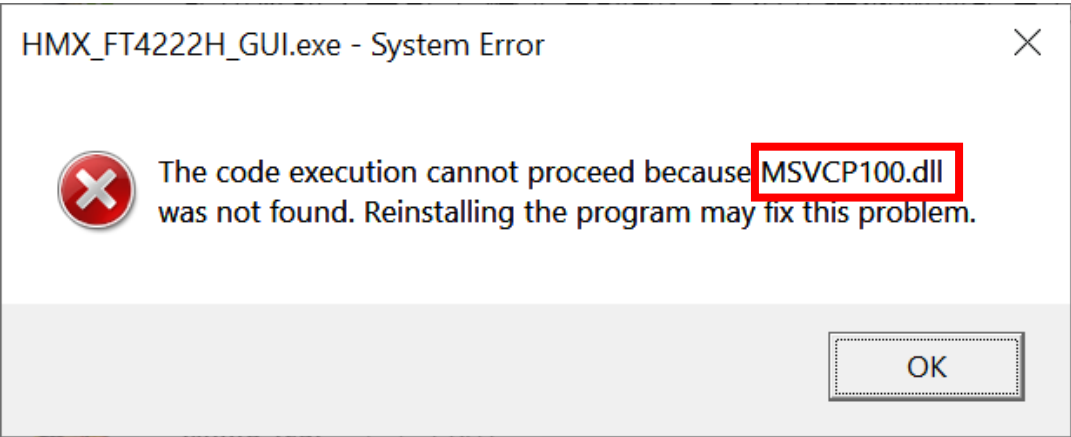 HMX_FT4222H_GUI.exe - System Error
The code execution cannot proceed because MSVCP100.dll
was not found. Reinstalling the program may fix this problem.
OK